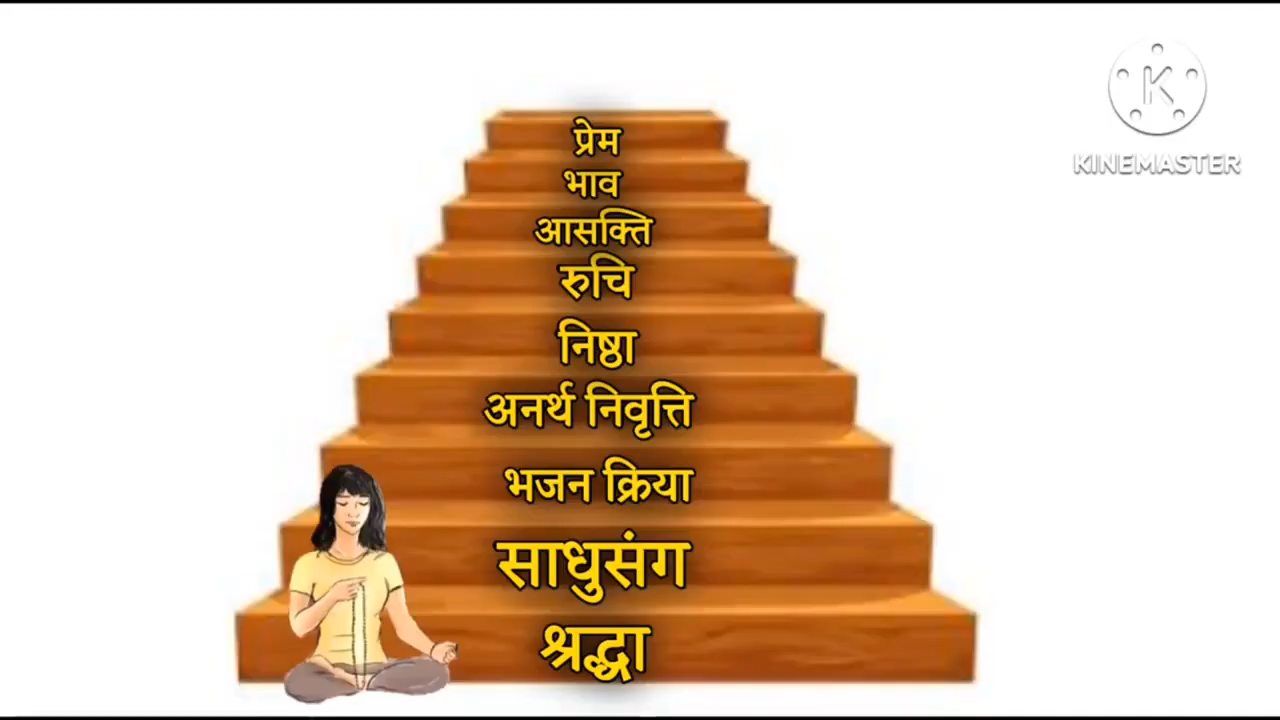 KINEMASTER
प्रेम
भाव
आसक्ति
रुचि
निष्ठा
अनर्थ निवृत्ति
भजन क्रिया
साधुसंग
श्रद्धा